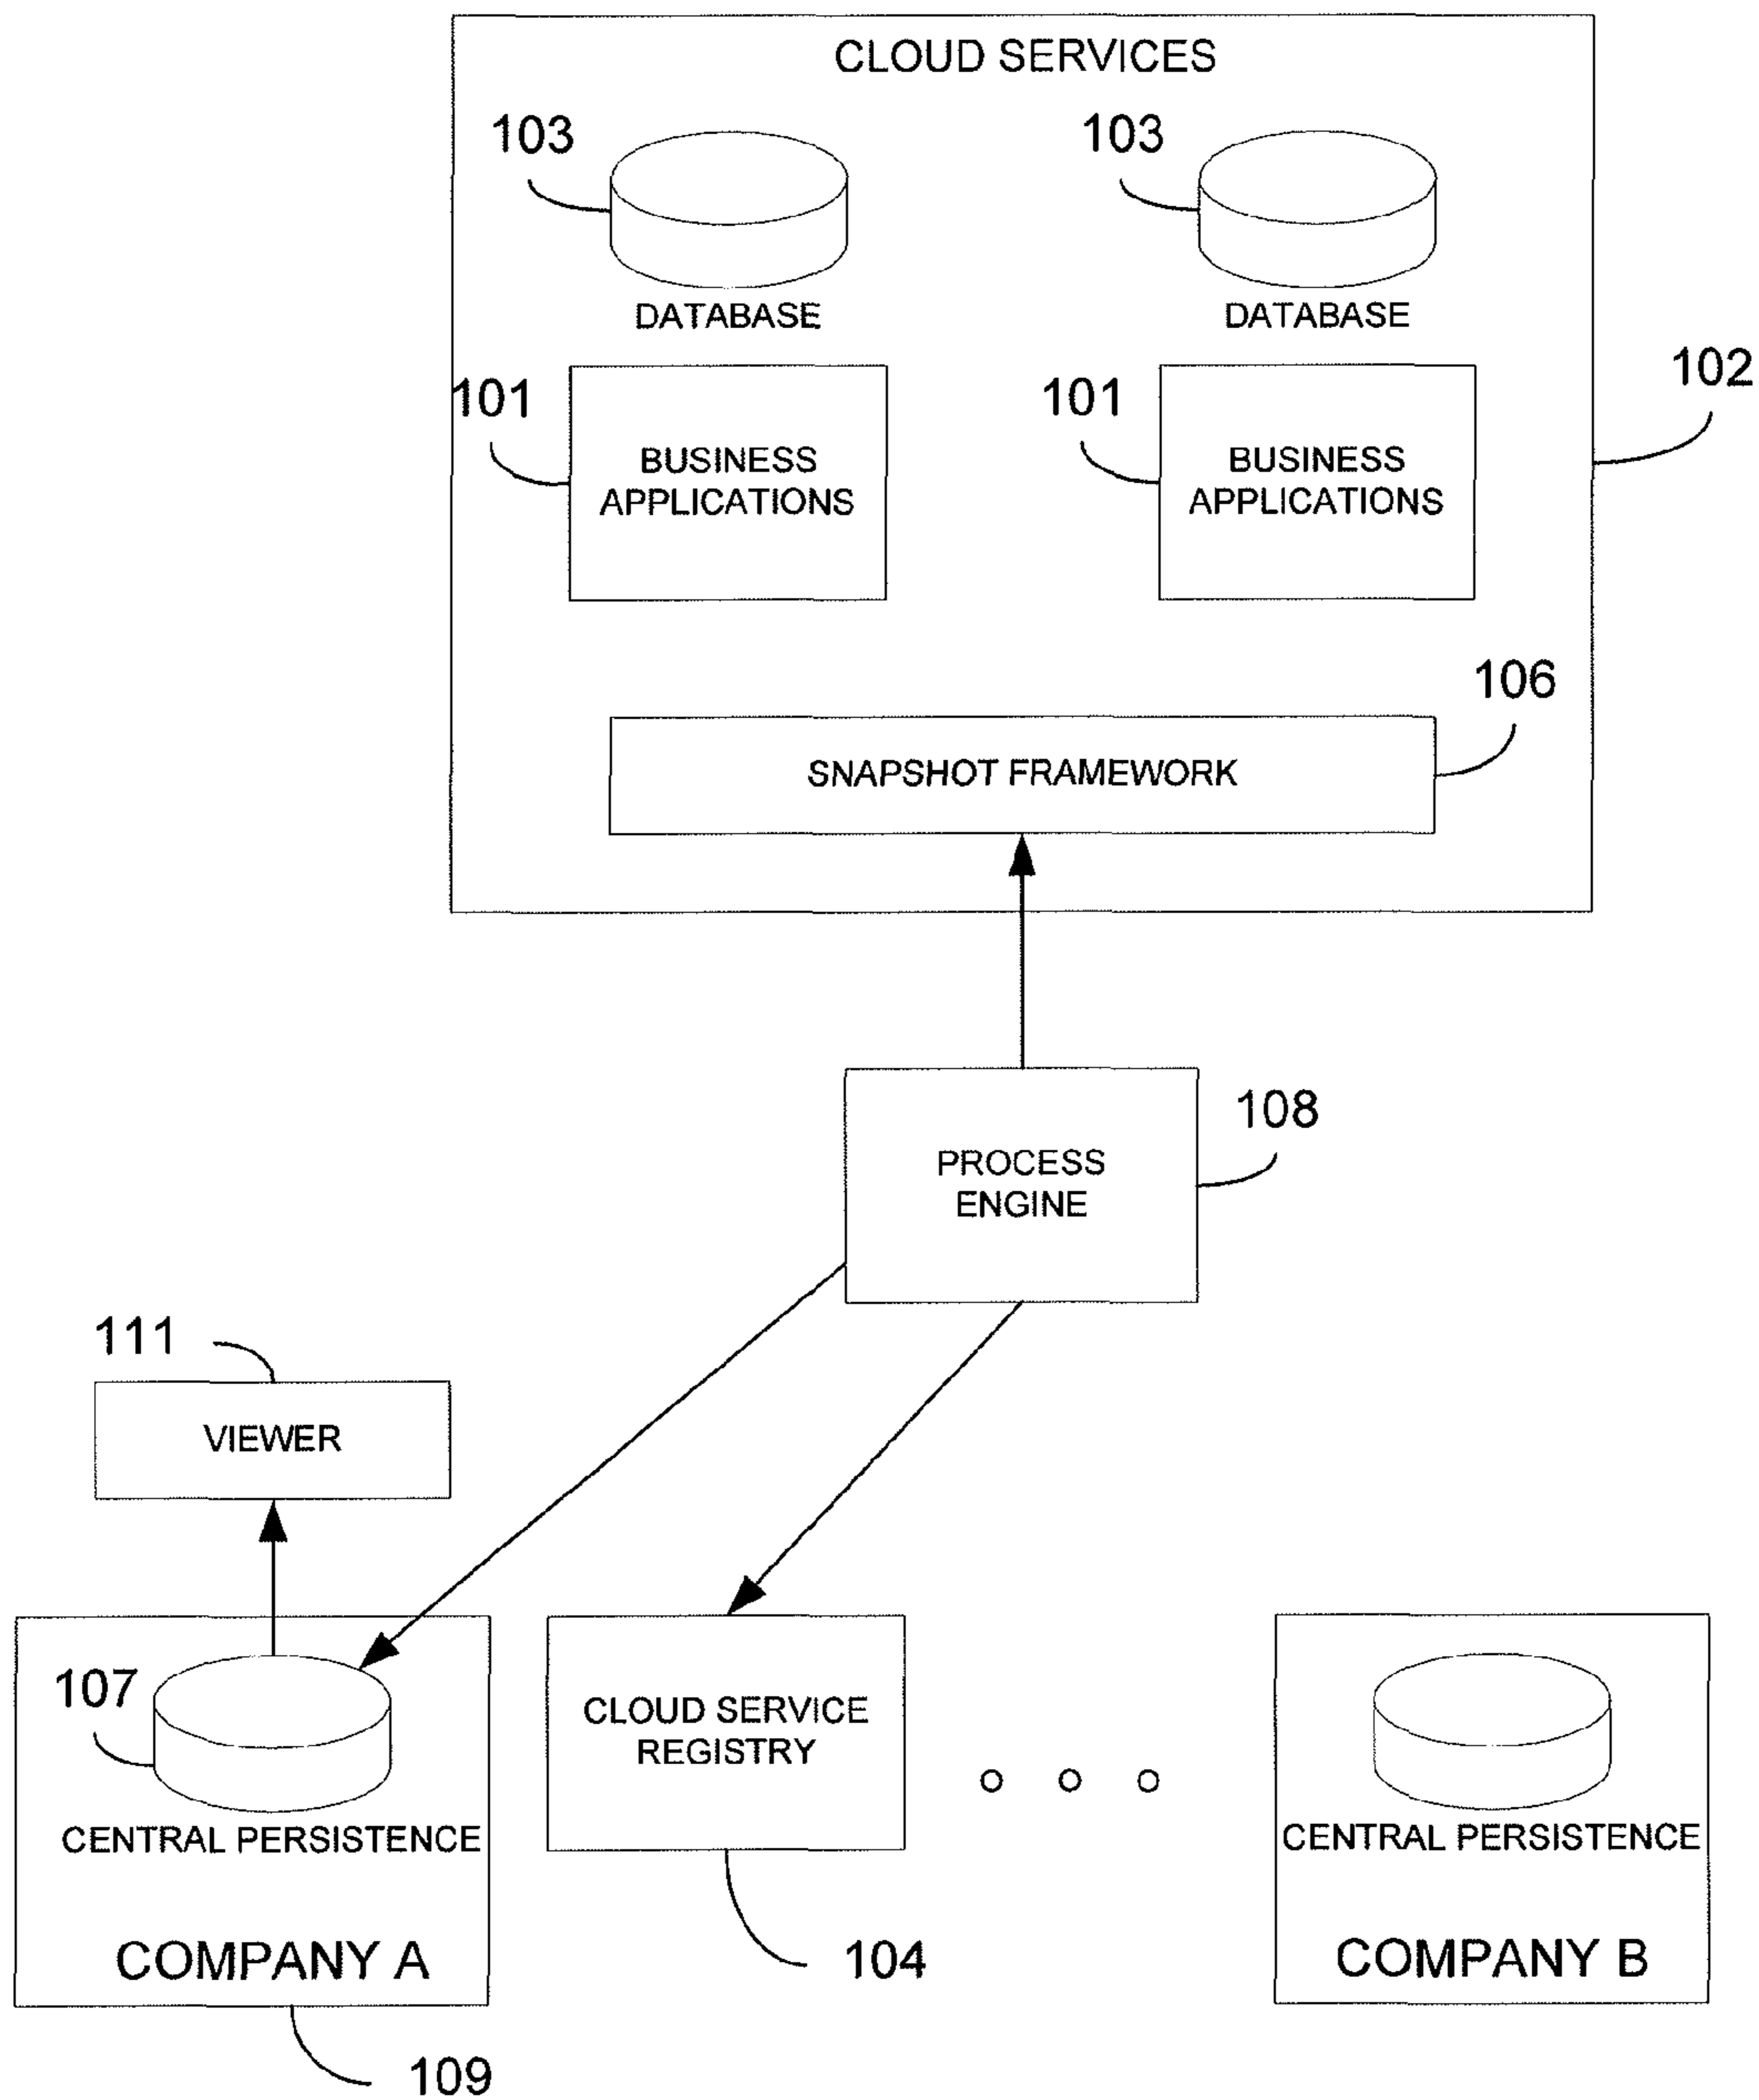 CLOUD SERVICES
103
103
DATABASE
DATABASE
102
101
101
BUSINESS
APPLICATIONS
BUSINESS
APPLICATIONS
106
SNAPSHOT FRAMEWORK
108
PROCESS
ENGINE
111
VIEWER
107
CENTRAL PERSISTENCE
COMPANY A
109
CLOUD SERVICE
REGISTRY
104
CENTRAL PERSISTENCE
COMPANY B